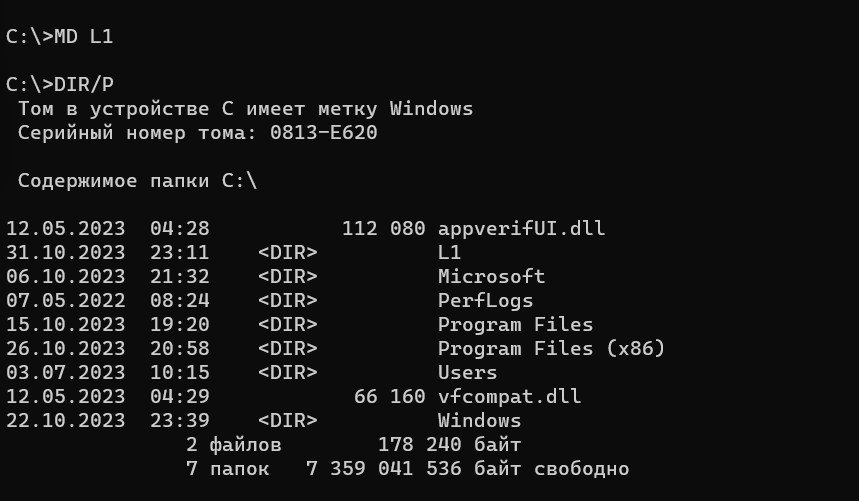 C:\>MD L1
C:\>DIR/P
Том в устройстве C имеет метку Windows
Серийный номер тома: 0813-E620
Содержимое папки C:\
12.05.2023  04:28           112 080 appverifUI.dll
31.10.2023  23:11    <DIR>          L1
06.10.2023  21:32    <DIR>          Microsoft
07.05.2022  08:24    <DIR>          PerfLogs
15.10.2023  19:20    <DIR>          Program Files
26.10.2023  20:58    <DIR>          Program Files (x86)
03.07.2023  10:15    <DIR>          Users
12.05.2023  04:29            66 160 vfcompat.dll
22.10.2023  23:39    <DIR>          Windows
2 файлов        178 240 байт
7 папок   7 359 041 536 байт свободно